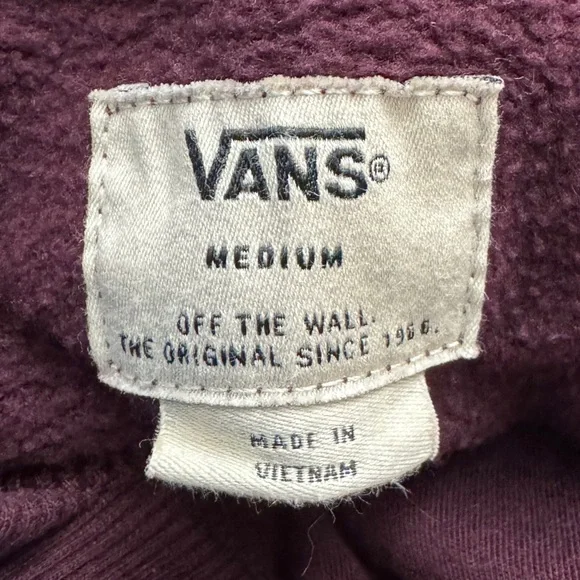 VANS®
MEDIUM
OFF THE WALL.
THE ORIGINAL SINCE 1966.
MADE IN
VIETNAM